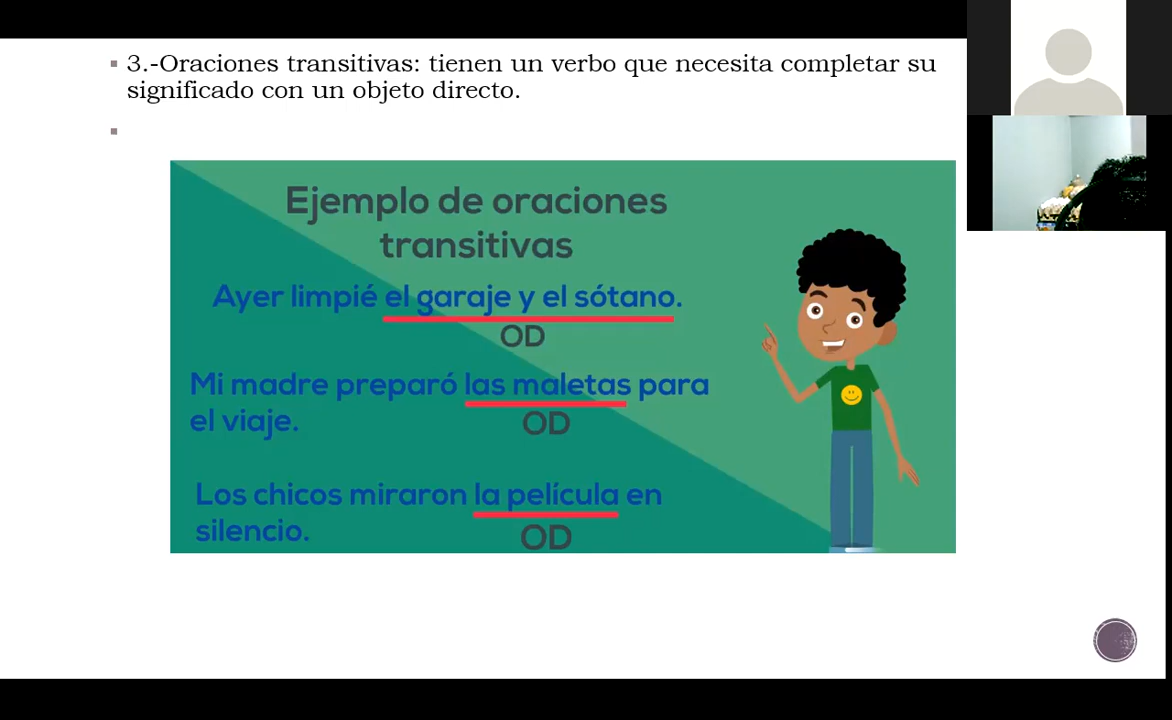 3.-Oraciones transitivas: tienen un verbo que necesita completar su
significado con un objeto directo.
Ejemplo de oraciones
transitivas
Ayer limpié el garaje y el sótano.
OD
Mi madre preparó las maletas para
el viaje.
OD
Los chicos miraron la película en
silencio.
OD